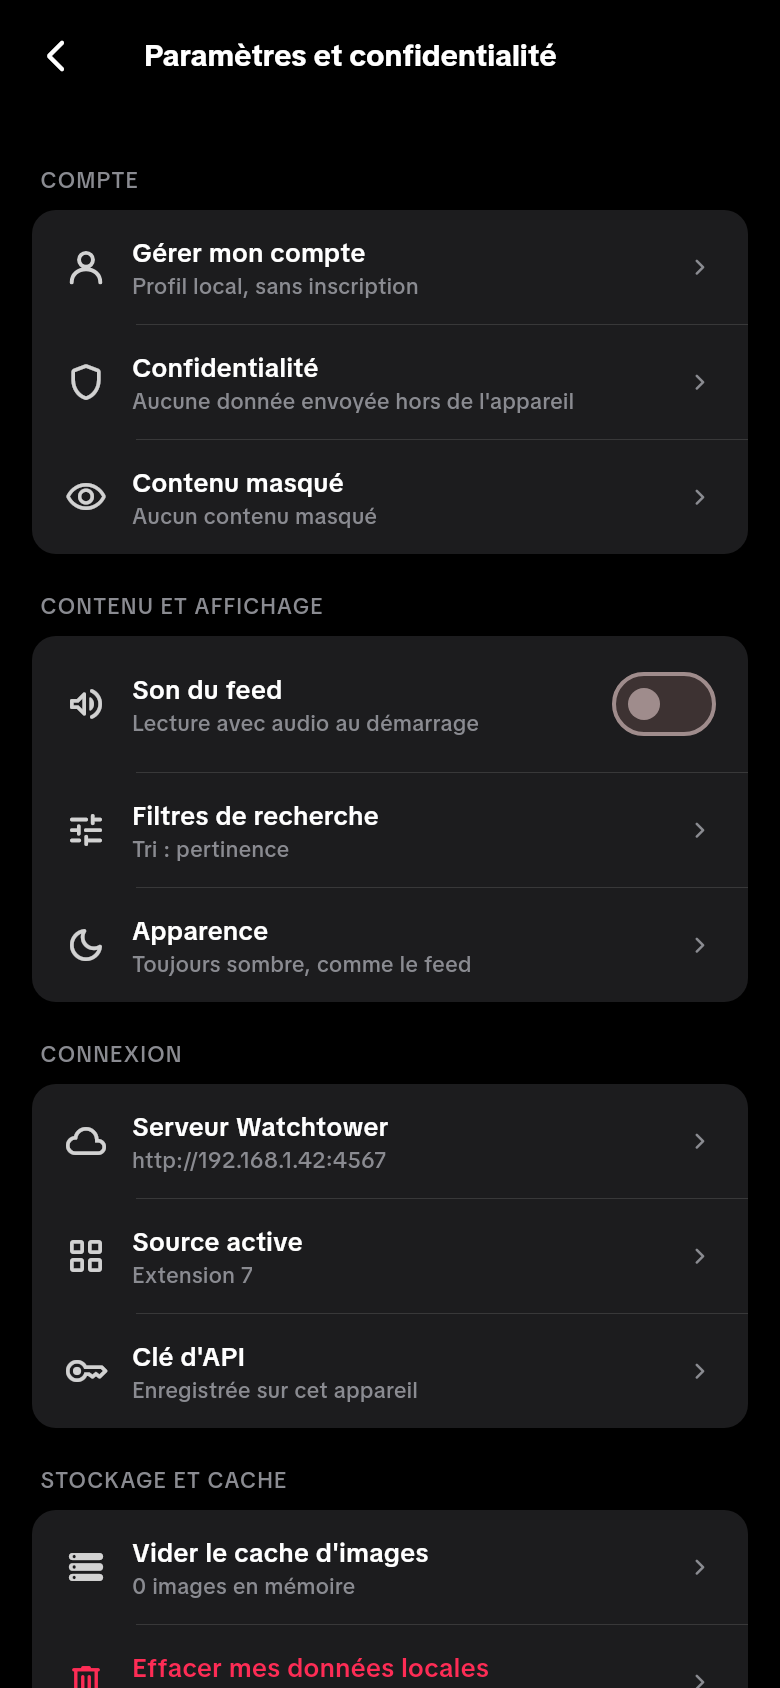 Paramètres et confidentialité
COMPTE
Gérer mon compte
Profil local, sans inscription
Confidentialité
Aucune donnée envoyée hors de l'appareil
Contenu masqué
Aucun contenu masqué
CONTENU ET AFFICHAGE
Son du feed
Lecture avec audio au démarrage
Filtres de recherche
Tri : pertinence
Apparence
Toujours sombre, comme le feed
CONNEXION
Serveur Watchtower
http://192.168.1.42:4567
Source active
Extension 7
Clé d'API
Enregistrée sur cet appareil
STOCKAGE ET CACHE
Vider le cache d'images
0 images en mémoire
Effacer mes données locales